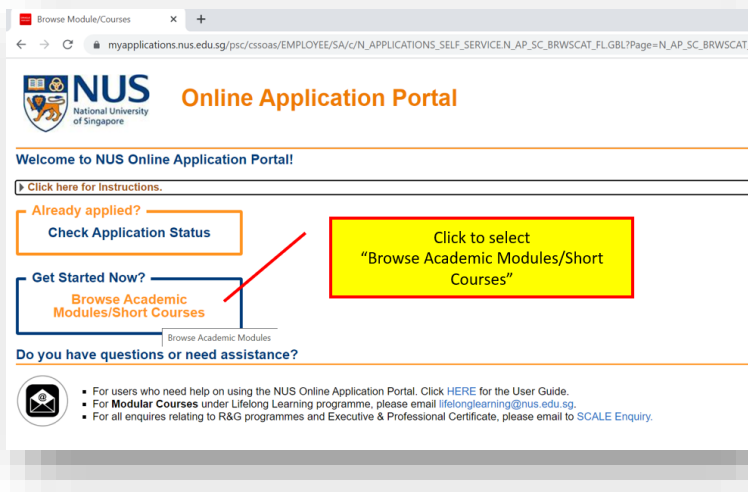 Browse Module/Courses
myapplications.nus.edu.sg/psc/cssoas/EMPLOYEE/SA/c/N_APPLICATIONS_SELF_SERVICE.N_AP_SC_BRWSCAT_FL.GBL?Page=N_AP_SC_BRWSCAT_
NUS
National University
of Singapore
Online Application Portal
Welcome to NUS Online Application Portal!
Click here for Instructions.
Already applied?
Check Application Status
Click to select
“Browse Academic Modules/Short
Courses”
Get Started Now?
Browse Academic
Modules/Short Courses
Browse Academic Modules
Do you have questions or need assistance?
For users who need help on using the NUS Online Application Portal. Click HERE for the User Guide.
For Modular Courses under Lifelong Learning programme, please email lifelonglearning@nus.edu.sg.
For all enquires relating to R&G programmes and Executive & Professional Certificate, please email to SCALE Enquiry.